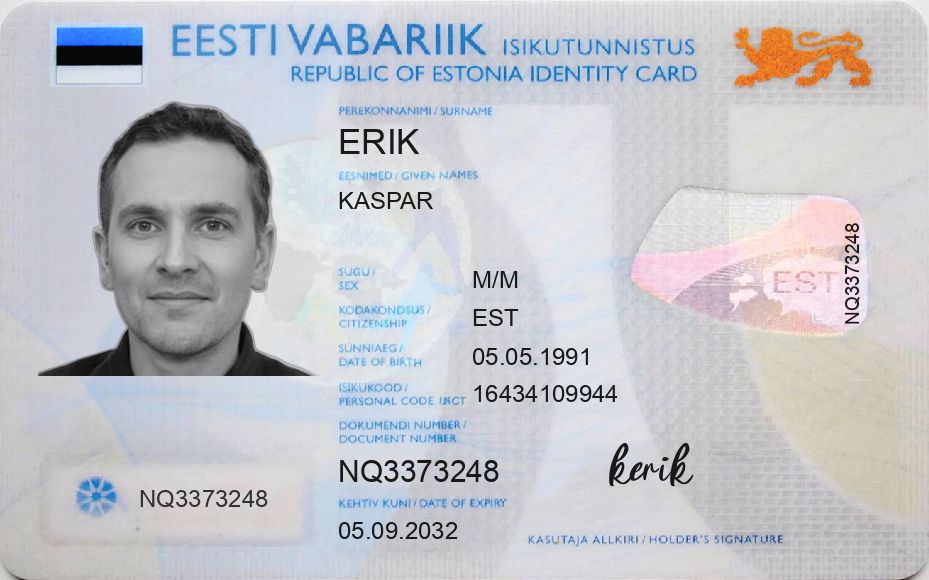 EESTI VABARIIK ISIKUTUNNISTUS
REPUBLIC OF ESTONIA IDENTITY CARD
PEREKONNANIMI / SURNAME
ERIK
EESNIMED / GIVEN NAMES
KASPAR
SUGU / SEX M/M
KODAKONDSUS / CITIZENSHIP EST
SÜNNIAEG / DATE OF BIRTH 05.05.1991
ISIKUKOOD / PERSONAL CODE 16434109944
DOKUMENDI NUMBER / DOCUMENT NUMBER
NQ3373248
KEHTIV KUNI / DATE OF EXPIRY
05.09.2032
NQ3373248
EST
NQ3373248
kerik
KASUTAJA ALLKIRI / HOLDER'S SIGNATURE